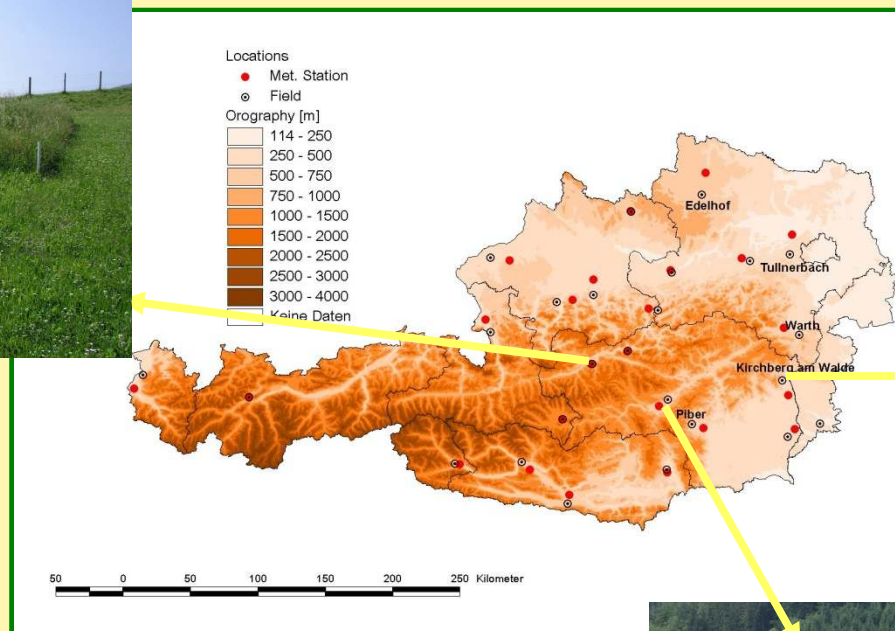 Locations
Met. Station
Field
Orography [m]
114 - 250
250 - 500
500 - 750
750 - 1000
1000 - 1500
1500 - 2000
2000 - 2500
2500 - 3000
3000 - 4000
Keine Daten
Edelhof
Tullnerbach
Warth
Kirchberg am Walde
Piber
50 0 50 100 150 200 250 Kilometer